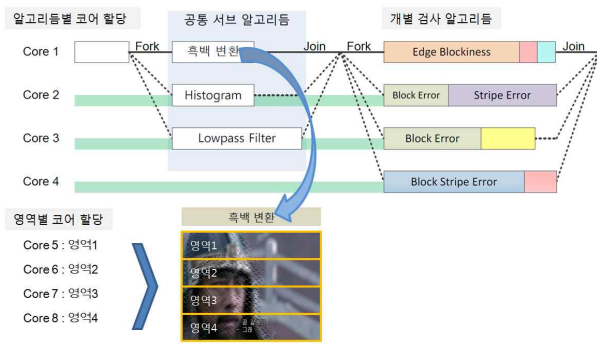 알고리듬별 코어 할당
공통 서브 알고리듬
개별 검사 알고리듬
Core 1
Fork
흑백 변환
Join
Fork
Edge Blockiness
Join
Core 2
Histogram
Block Error
Stripe Error
Core 3
Lowpass Filter
Block Error
Core 4
Block Stripe Error
영역별 코어 할당
흑백 변환
Core 5 : 영역1
Core 6 : 영역2
Core 7 : 영역3
Core 8 : 영역4
영역1
영역2
영역3
영역4